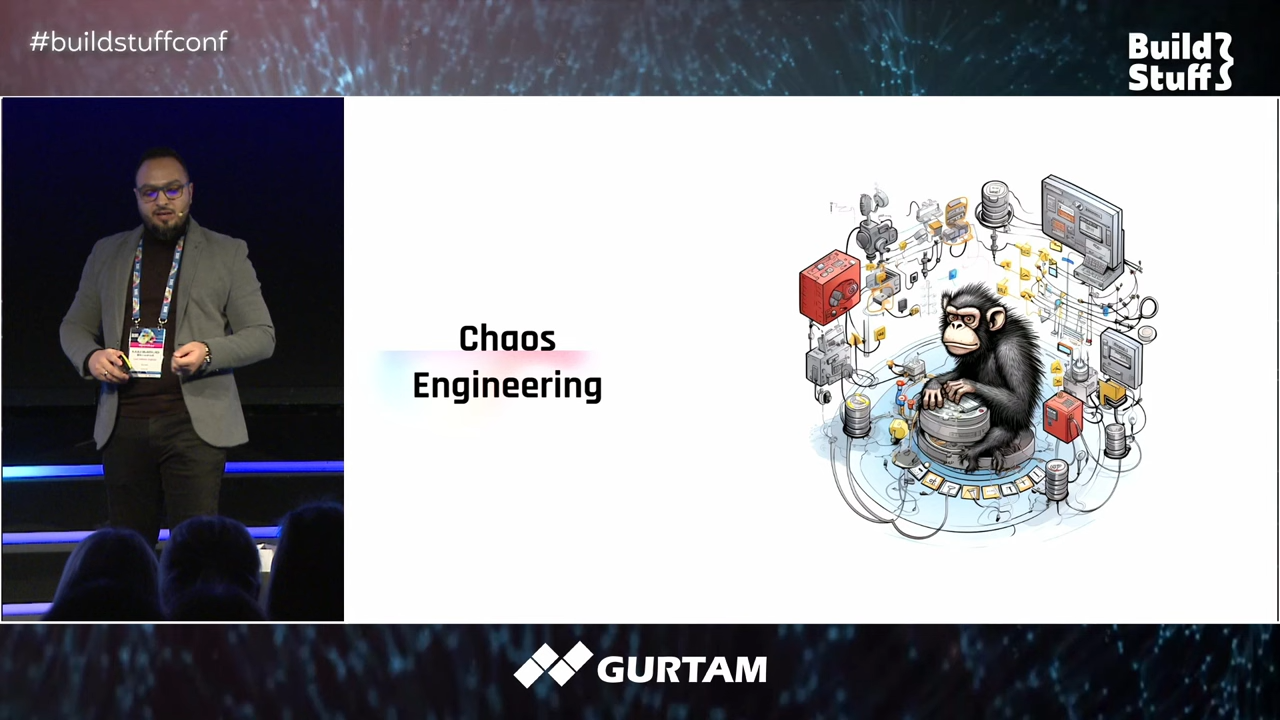 #buildstuffconf
Build
Stuff
Chaos
Engineering
GURTAM